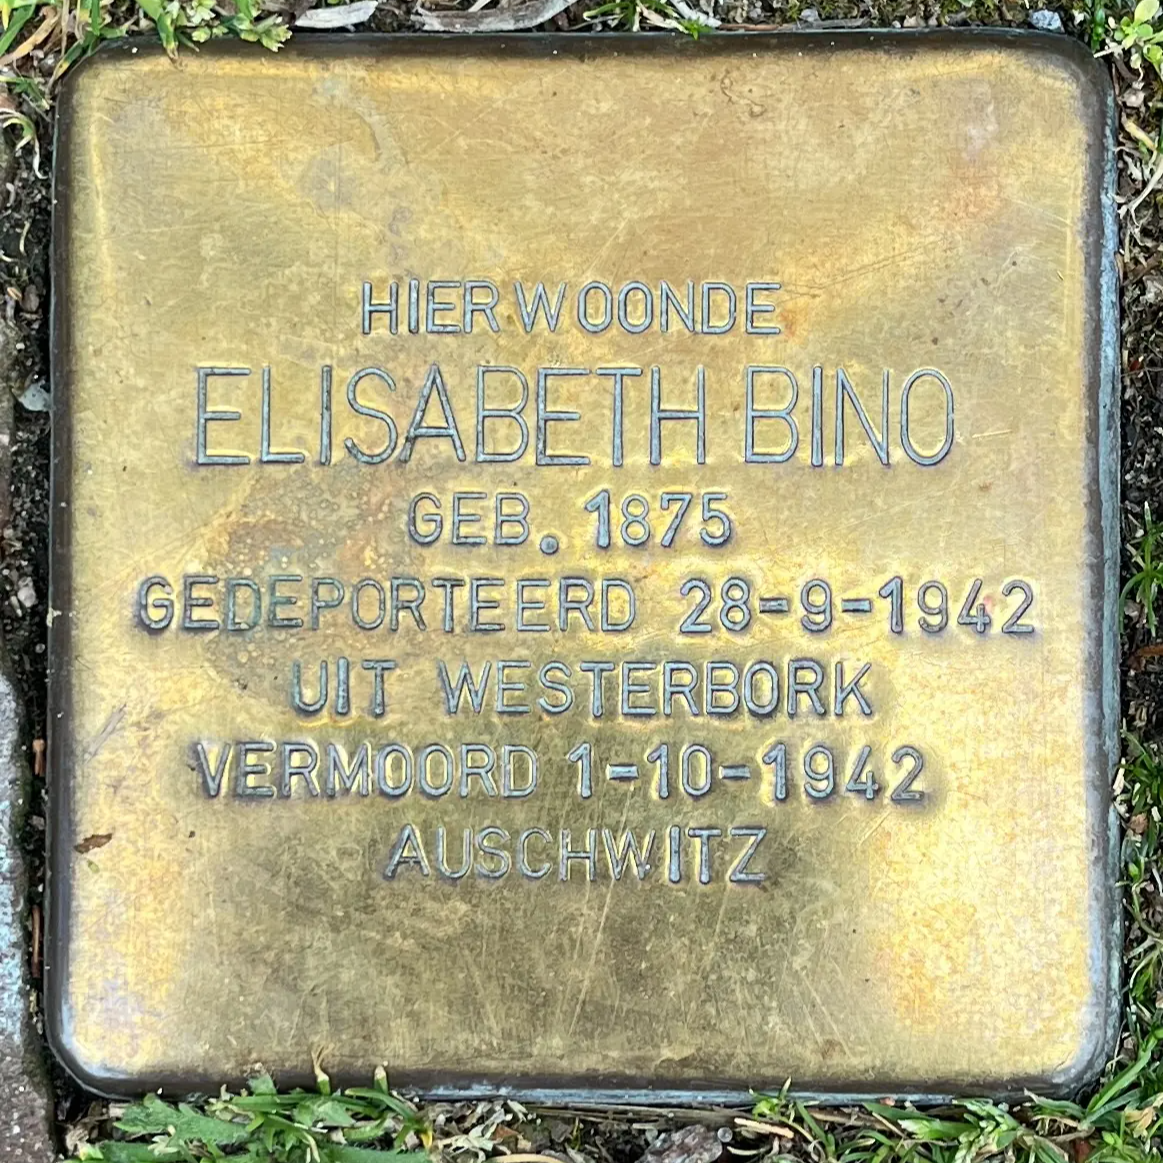 HIER WOONDE
ELISABETH BINO
GEB. 1875
GEDEPORTEERD 28-9-1942
UIT WESTERBORK
VERMOORD 1-10-1942
AUSCHWITZ